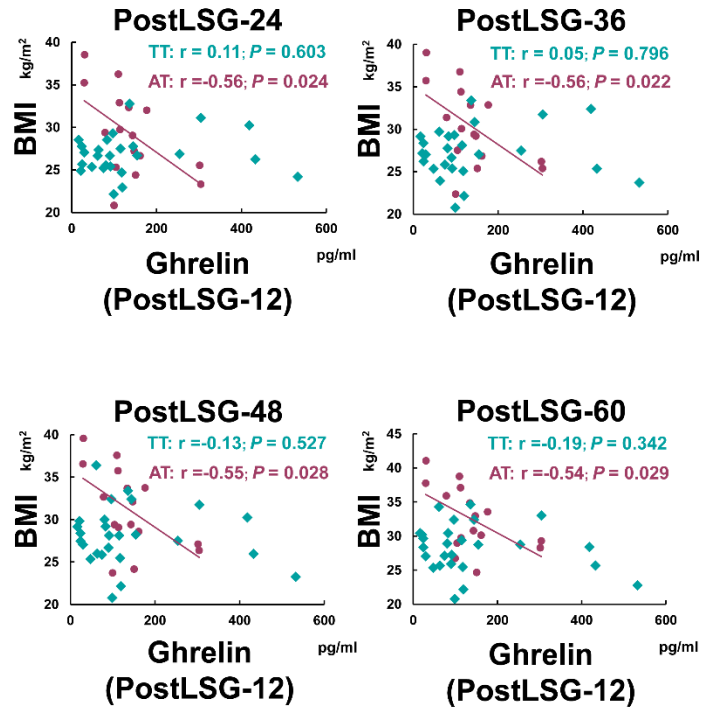 PostLSG-24
kg/m²
BMI
TT: r = 0.11; P = 0.603
AT: r =-0.56; P = 0.024
40
35
30
25
20
0
200
400
600
pg/ml
Ghrelin
(PostLSG-12)
PostLSG-36
kg/m²
BMI
TT: r = 0.05; P = 0.796
AT: r =-0.56; P = 0.022
40
35
30
25
20
0
200
400
600
pg/ml
Ghrelin
(PostLSG-12)
PostLSG-48
kg/m²
BMI
TT: r =-0.13; P = 0.527
AT: r =-0.55; P = 0.028
40
35
30
25
20
0
200
400
600
pg/ml
Ghrelin
(PostLSG-12)
PostLSG-60
kg/m²
BMI
TT: r =-0.19; P = 0.342
AT: r =-0.54; P = 0.029
45
40
35
30
25
20
0
200
400
600
pg/ml
Ghrelin
(PostLSG-12)